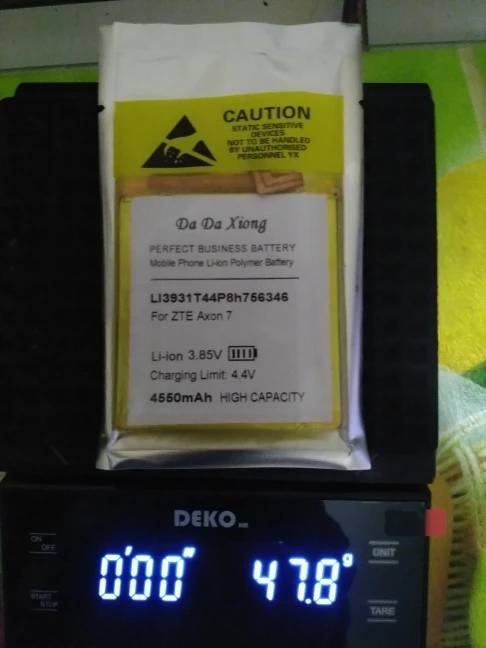 CAUTION
STATIC SENSITIVE
DEVICES
NOT TO BE HANDLED
BY UNAUTHORISED
PERSONNEL YX
Da Da Xiong
PERFECT BUSINESS BATTERY
Mobile Phone Li-ion Polymer Battery
LI3931T44P8h756346
For ZTE Axon 7
Li-ion 3.85V
Charging Limit: 4.4V
4550mAh HIGH CAPACITY
DEKO
ON
OFF
START
STOP
0'00"
47.8g
UNIT
TARE